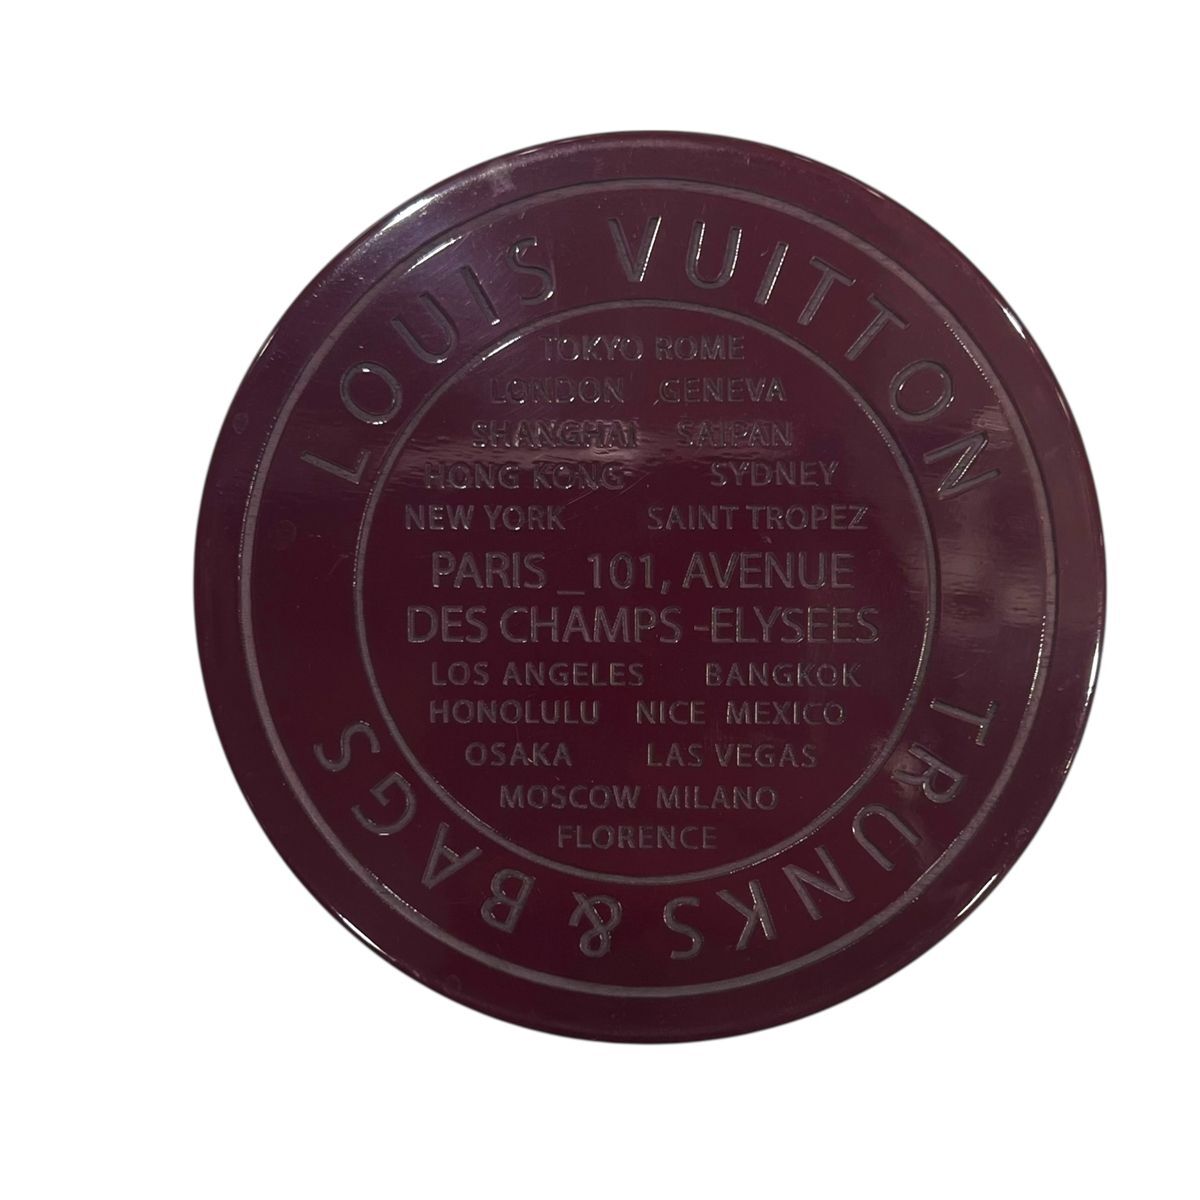 LOUIS VUITTON
TRUNKS & BAGS
TOKYO ROME
LONDON GENEVA
SHANGHAI SAIPAN
HONG KONG SYDNEY
NEW YORK SAINT TROPEZ
PARIS _101, AVENUE
DES CHAMPS -ELYSEES
LOS ANGELES BANGKOK
HONOLULU NICE MEXICO
OSAKA LAS VEGAS
MOSCOW MILANO
FLORENCE